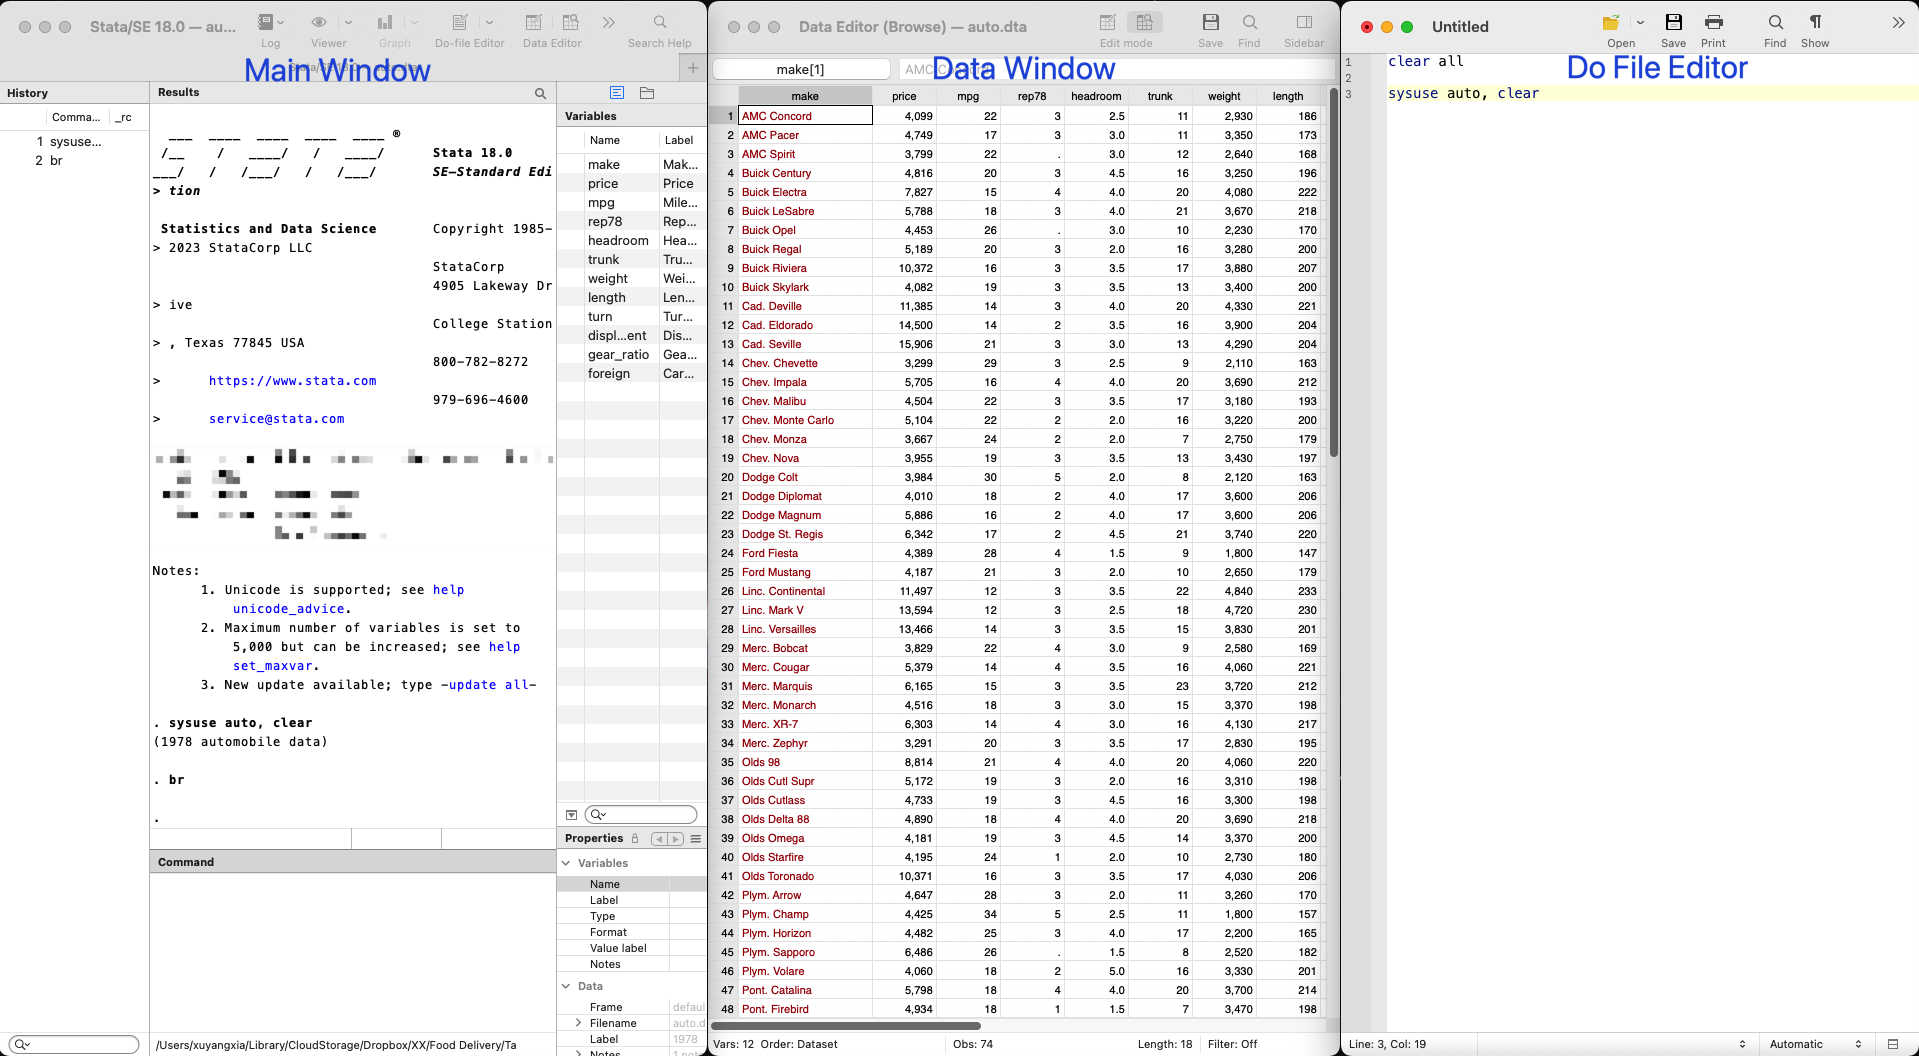 Stata/SE 18.0 — au...
Log
Viewer
Graph
Do-file Editor
Data Editor
Search Help
Main Window
History
Comma... _rc
1 sysuse...
2 br
Results
®
Stata 18.0
SE—Standard Edi
> tion
Statistics and Data Science Copyright 1985-
> 2023 StataCorp LLC
StataCorp
4905 Lakeway Dr
> ive
College Station
> , Texas 77845 USA
800-782-8272
> https://www.stata.com
979-696-4600
> service@stata.com
Notes:
1. Unicode is supported; see help
unicode_advice.
2. Maximum number of variables is set to
5,000 but can be increased; see help
set_maxvar.
3. New update available; type -update all-
. sysuse auto, clear
(1978 automobile data)
. br
.
Command
/Users/xuyangxia/Library/CloudStorage/Dropbox/XX/Food Delivery/Ta
Variables
Name Label
make Mak...
price Price
mpg Mile...
rep78 Rep...
headroom Hea...
trunk Tru...
weight Wei...
length Len...
turn Tur...
displ...ent Dis...
gear_ratio Gea...
foreign Car...
Properties
Variables
Name
Label
Type
Format
Value label
Notes
Data
Frame defaul
Filename auto.d
Label 1978
Notes 1 not
Data Editor (Browse) — auto.dta
Edit mode
Save
Find
Sidebar
make[1]
Data Window
make price mpg rep78 headroom trunk weight length
1 AMC Concord 4,099 22 3 2.5 11 2,930 186
2 AMC Pacer 4,749 17 3 3.0 11 3,350 173
3 AMC Spirit 3,799 22 . 3.0 12 2,640 168
4 Buick Century 4,816 20 3 4.5 16 3,250 196
5 Buick Electra 7,827 15 4 4.0 20 4,080 222
6 Buick LeSabre 5,788 18 3 4.0 21 3,670 218
7 Buick Opel 4,453 26 . 3.0 10 2,230 170
8 Buick Regal 5,189 20 3 2.0 16 3,280 200
9 Buick Riviera 10,372 16 3 3.5 17 3,880 207
10 Buick Skylark 4,082 19 3 3.5 13 3,400 200
11 Cad. Deville 11,385 14 3 4.0 20 4,330 221
12 Cad. Eldorado 14,500 14 2 3.5 16 3,900 204
13 Cad. Seville 15,906 21 3 3.0 13 4,290 204
14 Chev. Chevette 3,299 29 3 2.5 9 2,110 163
15 Chev. Impala 5,705 16 4 4.0 20 3,690 212
16 Chev. Malibu 4,504 22 3 3.5 17 3,180 193
17 Chev. Monte Carlo 5,104 22 2 2.0 16 3,220 200
18 Chev. Monza 3,667 24 2 2.0 7 2,750 179
19 Chev. Nova 3,955 19 3 3.5 13 3,430 197
20 Dodge Colt 3,984 30 5 2.0 8 2,120 163
21 Dodge Diplomat 4,010 18 2 4.0 17 3,600 206
22 Dodge Magnum 5,886 16 2 4.0 17 3,600 206
23 Dodge St. Regis 6,342 17 2 4.5 21 3,740 220
24 Ford Fiesta 4,389 28 4 1.5 9 1,800 147
25 Ford Mustang 4,187 21 3 2.0 10 2,650 179
26 Linc. Continental 11,497 12 3 3.5 22 4,840 233
27 Linc. Mark V 13,594 12 3 2.5 18 4,720 230
28 Linc. Versailles 13,466 14 3 3.5 15 3,830 201
29 Merc. Bobcat 3,829 22 4 3.0 9 2,580 169
30 Merc. Cougar 5,379 14 4 3.5 16 4,060 221
31 Merc. Marquis 6,165 15 3 3.5 23 3,720 212
32 Merc. Monarch 4,516 18 3 3.0 15 3,370 198
33 Merc. XR-7 6,303 14 4 3.0 16 4,130 217
34 Merc. Zephyr 3,291 20 3 3.5 17 2,830 195
35 Olds 98 8,814 21 4 4.0 20 4,060 220
36 Olds Cutl Supr 5,172 19 3 2.0 16 3,310 198
37 Olds Cutlass 4,733 19 3 4.5 16 3,300 198
38 Olds Delta 88 4,890 18 4 4.0 20 3,690 218
39 Olds Omega 4,181 19 3 4.5 14 3,370 200
40 Olds Starfire 4,195 24 1 2.0 10 2,730 180
41 Olds Toronado 10,371 16 3 3.5 17 4,030 206
42 Plym. Arrow 4,647 28 3 2.0 11 3,260 170
43 Plym. Champ 4,425 34 5 2.5 11 1,800 157
44 Plym. Horizon 4,482 25 3 4.0 17 2,200 165
45 Plym. Sapporo 6,486 26 . 1.5 8 2,520 182
46 Plym. Volare 4,060 18 2 5.0 16 3,330 201
47 Pont. Catalina 5,798 18 4 4.0 20 3,700 214
48 Pont. Firebird 4,934 18 1 1.5 7 3,470 198
Vars: 12 Order: Dataset Obs: 74 Length: 18 Filter: Off
Untitled
Open
Save
Print
Find
Show
Do File Editor
1 clear all
2
3 sysuse auto, clear
Line: 3, Col: 19
Automatic